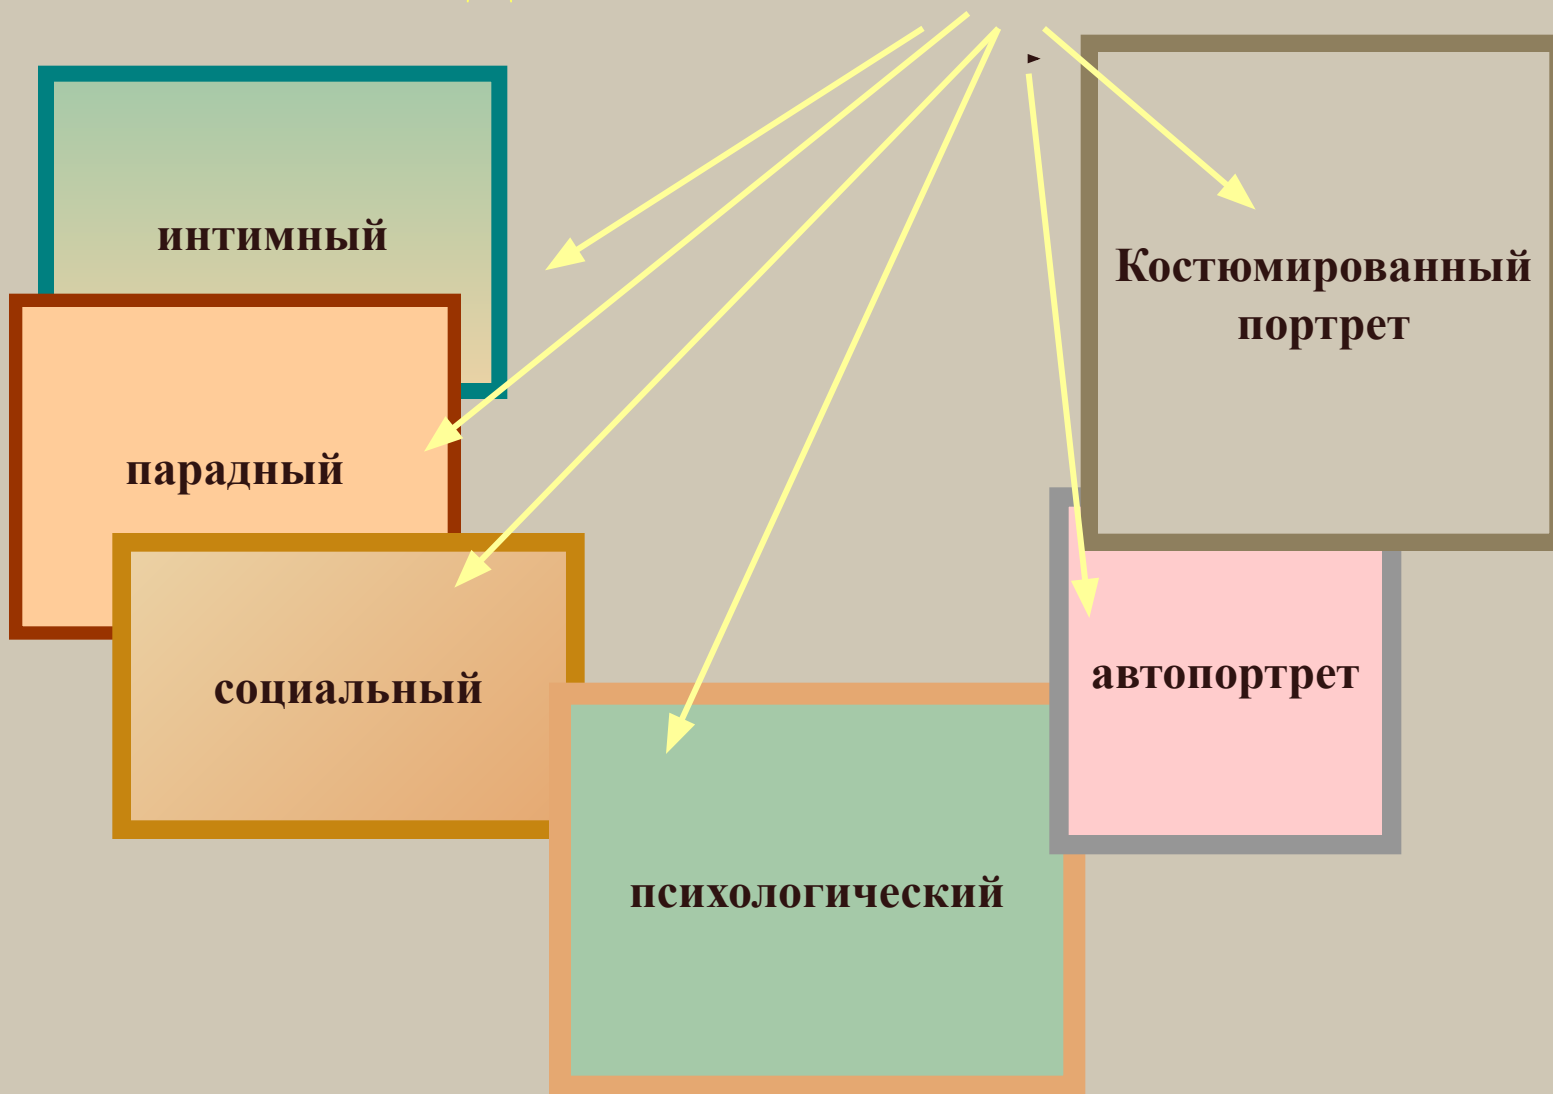 интимный
Костюмированный
портрет
парадный
социальный
автопортрет
психологический